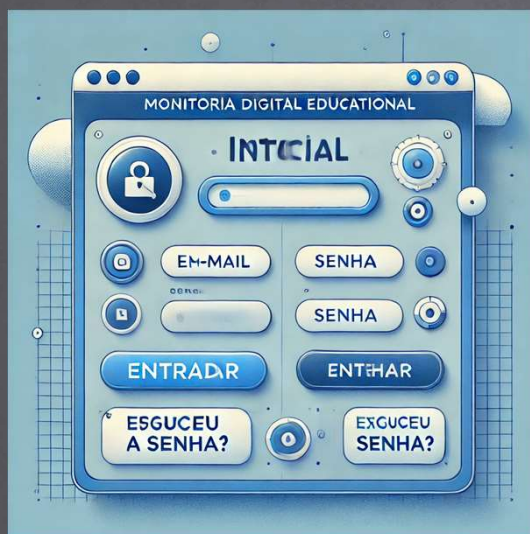 MONITORIA DIGITAL EDUCATIONAL
INTCIAL
EM-MAIL
SENHA
SENHA
ENTRADAR
ENTHAR
ESGUCEU
A SENHA?
EXGUCEU
SENHA?